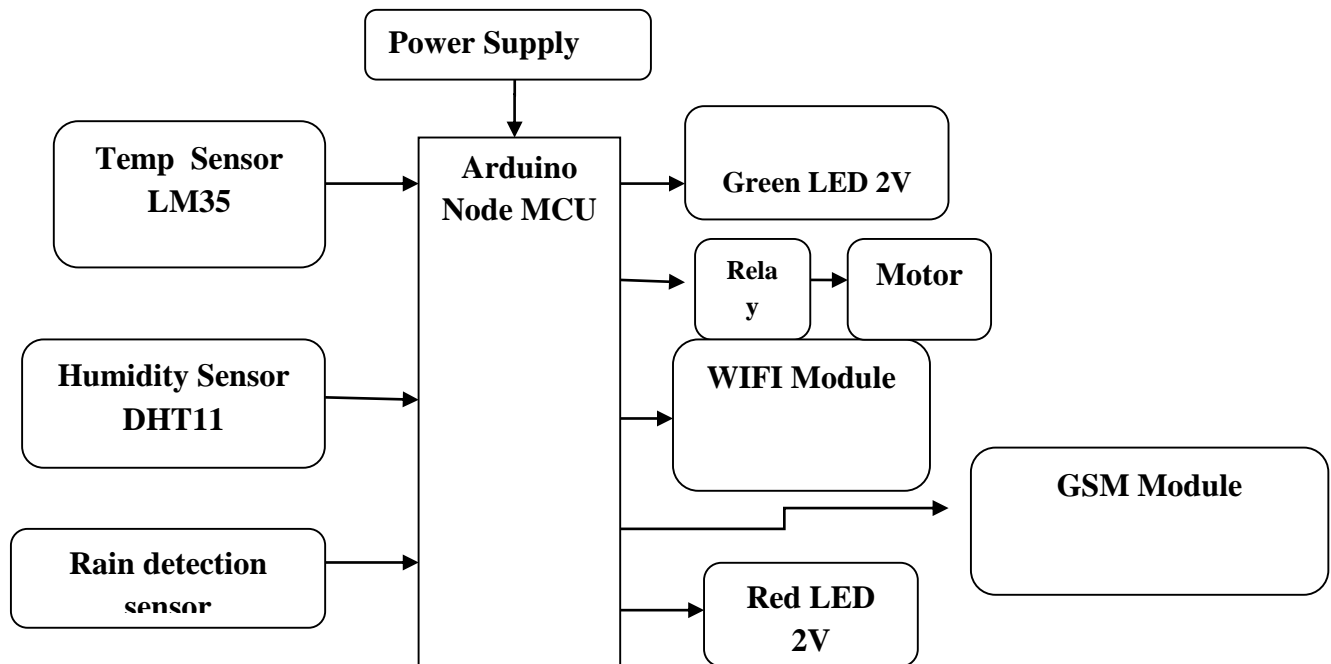 Power Supply
Temp Sensor
LM35
Arduino
Node MCU
Green LED 2V
Rela
y
Motor
Humidity Sensor
DHT11
WIFI Module
GSM Module
Rain detection
sensor
Red LED
2V